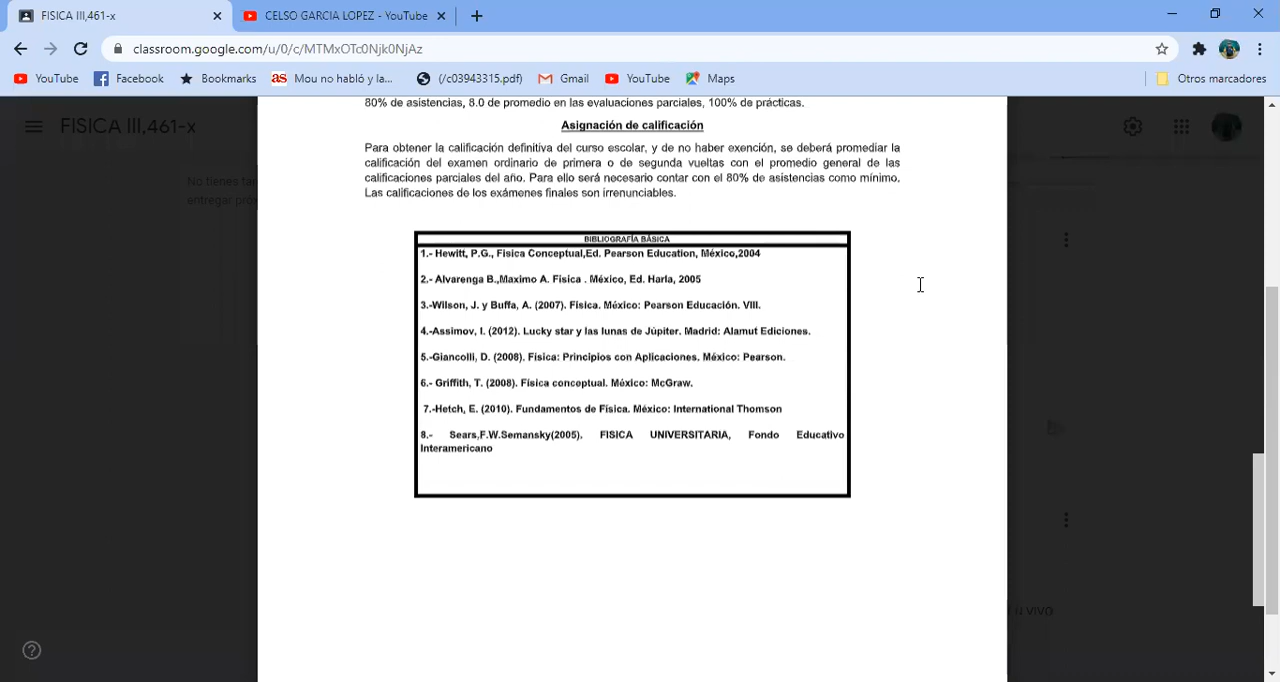 FISICA III,461-x
CELSO GARCIA LOPEZ - YouTube
classroom.google.com/u/0/c/MTMxOTc0Njk0NjAz
YouTube Facebook Bookmarks Mou no habló y la... (/c03943315.pdf) Gmail YouTube Maps Otros marcadores
80% de asistencias, 8.0 de promedio en las evaluaciones parciales, 100% de prácticas.
FISICA III,461-x
Asignación de calificación
Para obtener la calificación definitiva del curso escolar, y de no haber exención, se deberá promediar la
calificación del examen ordinario de primera o de segunda vueltas con el promedio general de las
calificaciones parciales del año. Para ello será necesario contar con el 80% de asistencias como mínimo.
Las calificaciones de los exámenes finales son irrenunciables.
No tienes
entregar
BIBLIOGRAFÍA BÁSICA
1.- Hewitt, P.G., Fisica Conceptual,Ed. Pearson Education, México,2004
2.- Alvarenga B.,Maximo A. Fisica . México, Ed. Harla, 2005
3.-Wilson, J. y Buffa, A. (2007). Física. México: Pearson Educación. VIII.
4.-Assimov, I. (2012). Lucky star y las lunas de Júpiter. Madrid: Alamut Ediciones.
5.-Giancolli, D. (2008). Física: Principios con Aplicaciones. México: Pearson.
6.- Griffith, T. (2008). Física conceptual. México: McGraw.
7.-Hetch, E. (2010). Fundamentos de Física. México: International Thomson
8.- Sears,F.W.Semansky(2005). FISICA UNIVERSITARIA, Fondo Educativo
Interamericano
VIVO